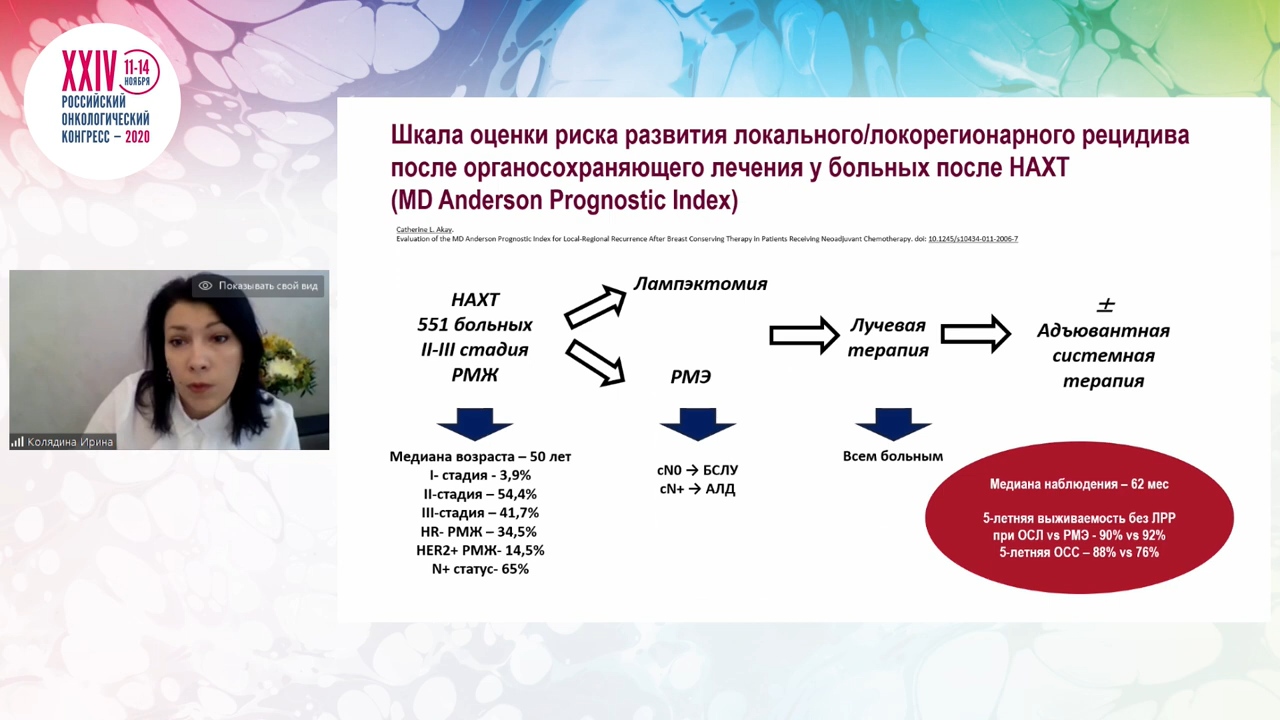 XXIV 11-14 НОЯБРЯ
РОССИЙСКИЙ
ОНКОЛОГИЧЕСКИЙ
КОНГРЕСС – 2020
Шкала оценки риска развития локального/локорегионарного рецидива
после органосохраняющего лечения у больных после НАХТ
(MD Anderson Prognostic Index)
Catherine L. Akay.
Evaluation of the MD Anderson Prognostic Index for Local-Regional Recurrence After Breast Conserving Therapy in Patients Receiving Neoadjuvant Chemotherapy. doi: 10.1245/s10434-011-2006-7
Показывать свой вид
Колядина Ирина
НАХТ
551 больных
II-III стадия
РМЖ
Лампэктомия
РМЭ
Лучевая
терапия
±
Адъювантная
системная
терапия
Медиана возраста – 50 лет
I- стадия - 3,9%
II-стадия – 54,4%
III-стадия – 41,7%
HR- РМЖ – 34,5%
HER2+ РМЖ- 14,5%
N+ статус- 65%
cN0 → БСЛУ
cN+ → АЛД
Всем больным
Медиана наблюдения – 62 мес
5-летняя выживаемость без ЛРР
при ОСЛ vs РМЭ - 90% vs 92%
5-летняя ОСС – 88% vs 76%